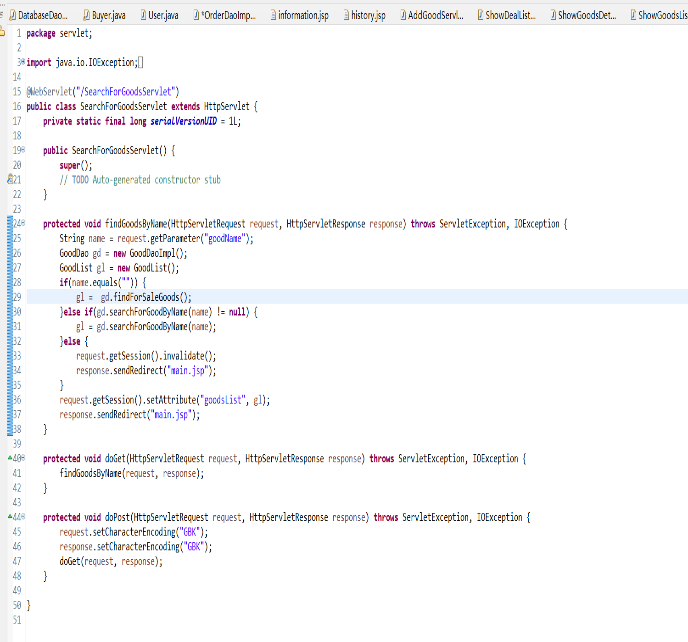 DatabaseDao... Buyer.java User.java *OrderDaoImp... information.jsp history.jsp AddGoodServl... ShowDealList... ShowGoodsDet... ShowGoodsLis
1 package servlet;
2
3 import java.io.IOException;
14
15 @WebServlet("/SearchForGoodsServlet")
16 public class SearchForGoodsServlet extends HttpServlet {
17 private static final long serialVersionUID = 1L;
18
19 public SearchForGoodsServlet() {
20 super();
21 // TODO Auto-generated constructor stub
22 }
23
24 protected void findGoodsByName(HttpServletRequest request, HttpServletResponse response) throws ServletException, IOException {
25 String name = request.getParameter("goodName");
26 GoodDao gd = new GoodDaoImpl();
27 GoodList gl = new GoodList();
28 if(name.equals("")) {
29 gl = gd.findForSaleGoods();
30 }else if(gd.searchForGoodByName(name) != null) {
31 gl = gd.searchForGoodByName(name);
32 }else {
33 request.getSession().invalidate();
34 response.sendRedirect("main.jsp");
35 }
36 request.getSession().setAttribute("goodsList", gl);
37 response.sendRedirect("main.jsp");
38 }
39
40 protected void doGet(HttpServletRequest request, HttpServletResponse response) throws ServletException, IOException {
41 findGoodsByName(request, response);
42 }
43
44 protected void doPost(HttpServletRequest request, HttpServletResponse response) throws ServletException, IOException {
45 request.setCharacterEncoding("GBK");
46 response.setCharacterEncoding("GBK");
47 doGet(request, response);
48 }
49
50 }
51